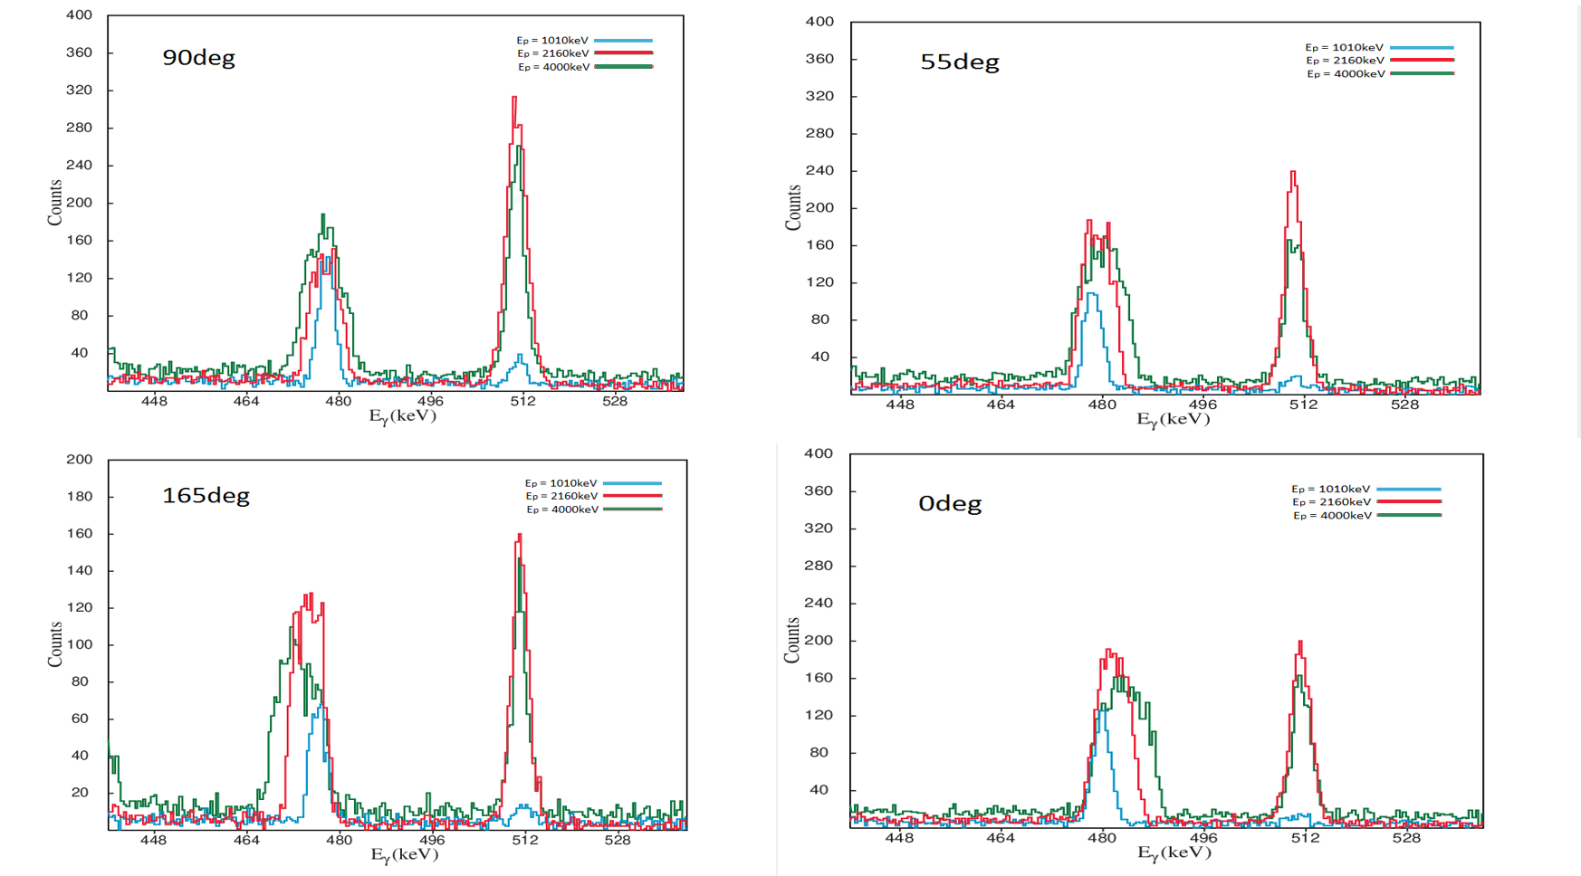 400
360
320
280
240
200
160
120
80
40
90deg
Ep = 1010keV
Ep = 2160keV
Ep = 4000keV
Counts
448 464 480 496 512 528
Eγ(keV)
400
360
320
280
240
200
160
120
80
40
55deg
Ep = 1010keV
Ep = 2160keV
Ep = 4000keV
Counts
448 464 480 496 512 528
Eγ(keV)
200
180
160
140
120
100
80
60
40
20
165deg
Ep = 1010keV
Ep = 2160keV
Ep = 4000keV
Counts
448 464 480 496 512 528
Eγ(keV)
400
360
320
280
240
200
160
120
80
40
0deg
Ep = 1010keV
Ep = 2160keV
Ep = 4000keV
Counts
448 464 480 496 512 528
Eγ(keV)